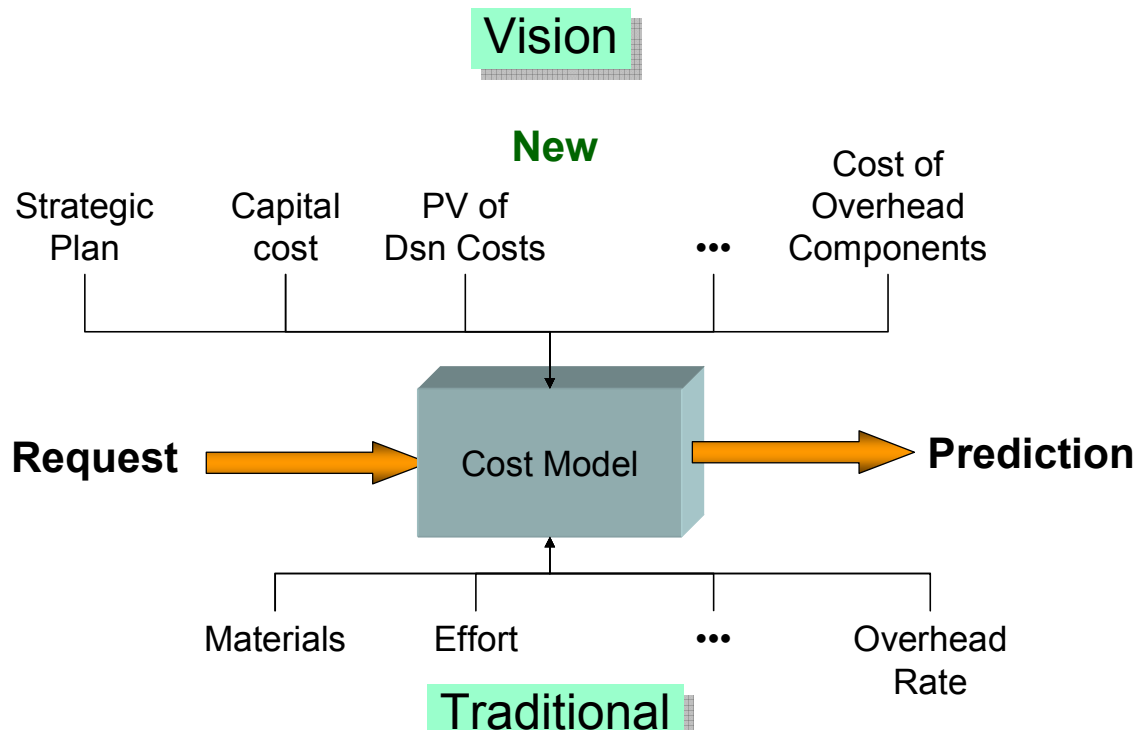 Vision
New
Strategic
Plan
Capital
cost
PV of
Dsn Costs
•••
Cost of
Overhead
Components
Request
Cost Model
Prediction
Materials
Effort
•••
Overhead
Rate
Traditional